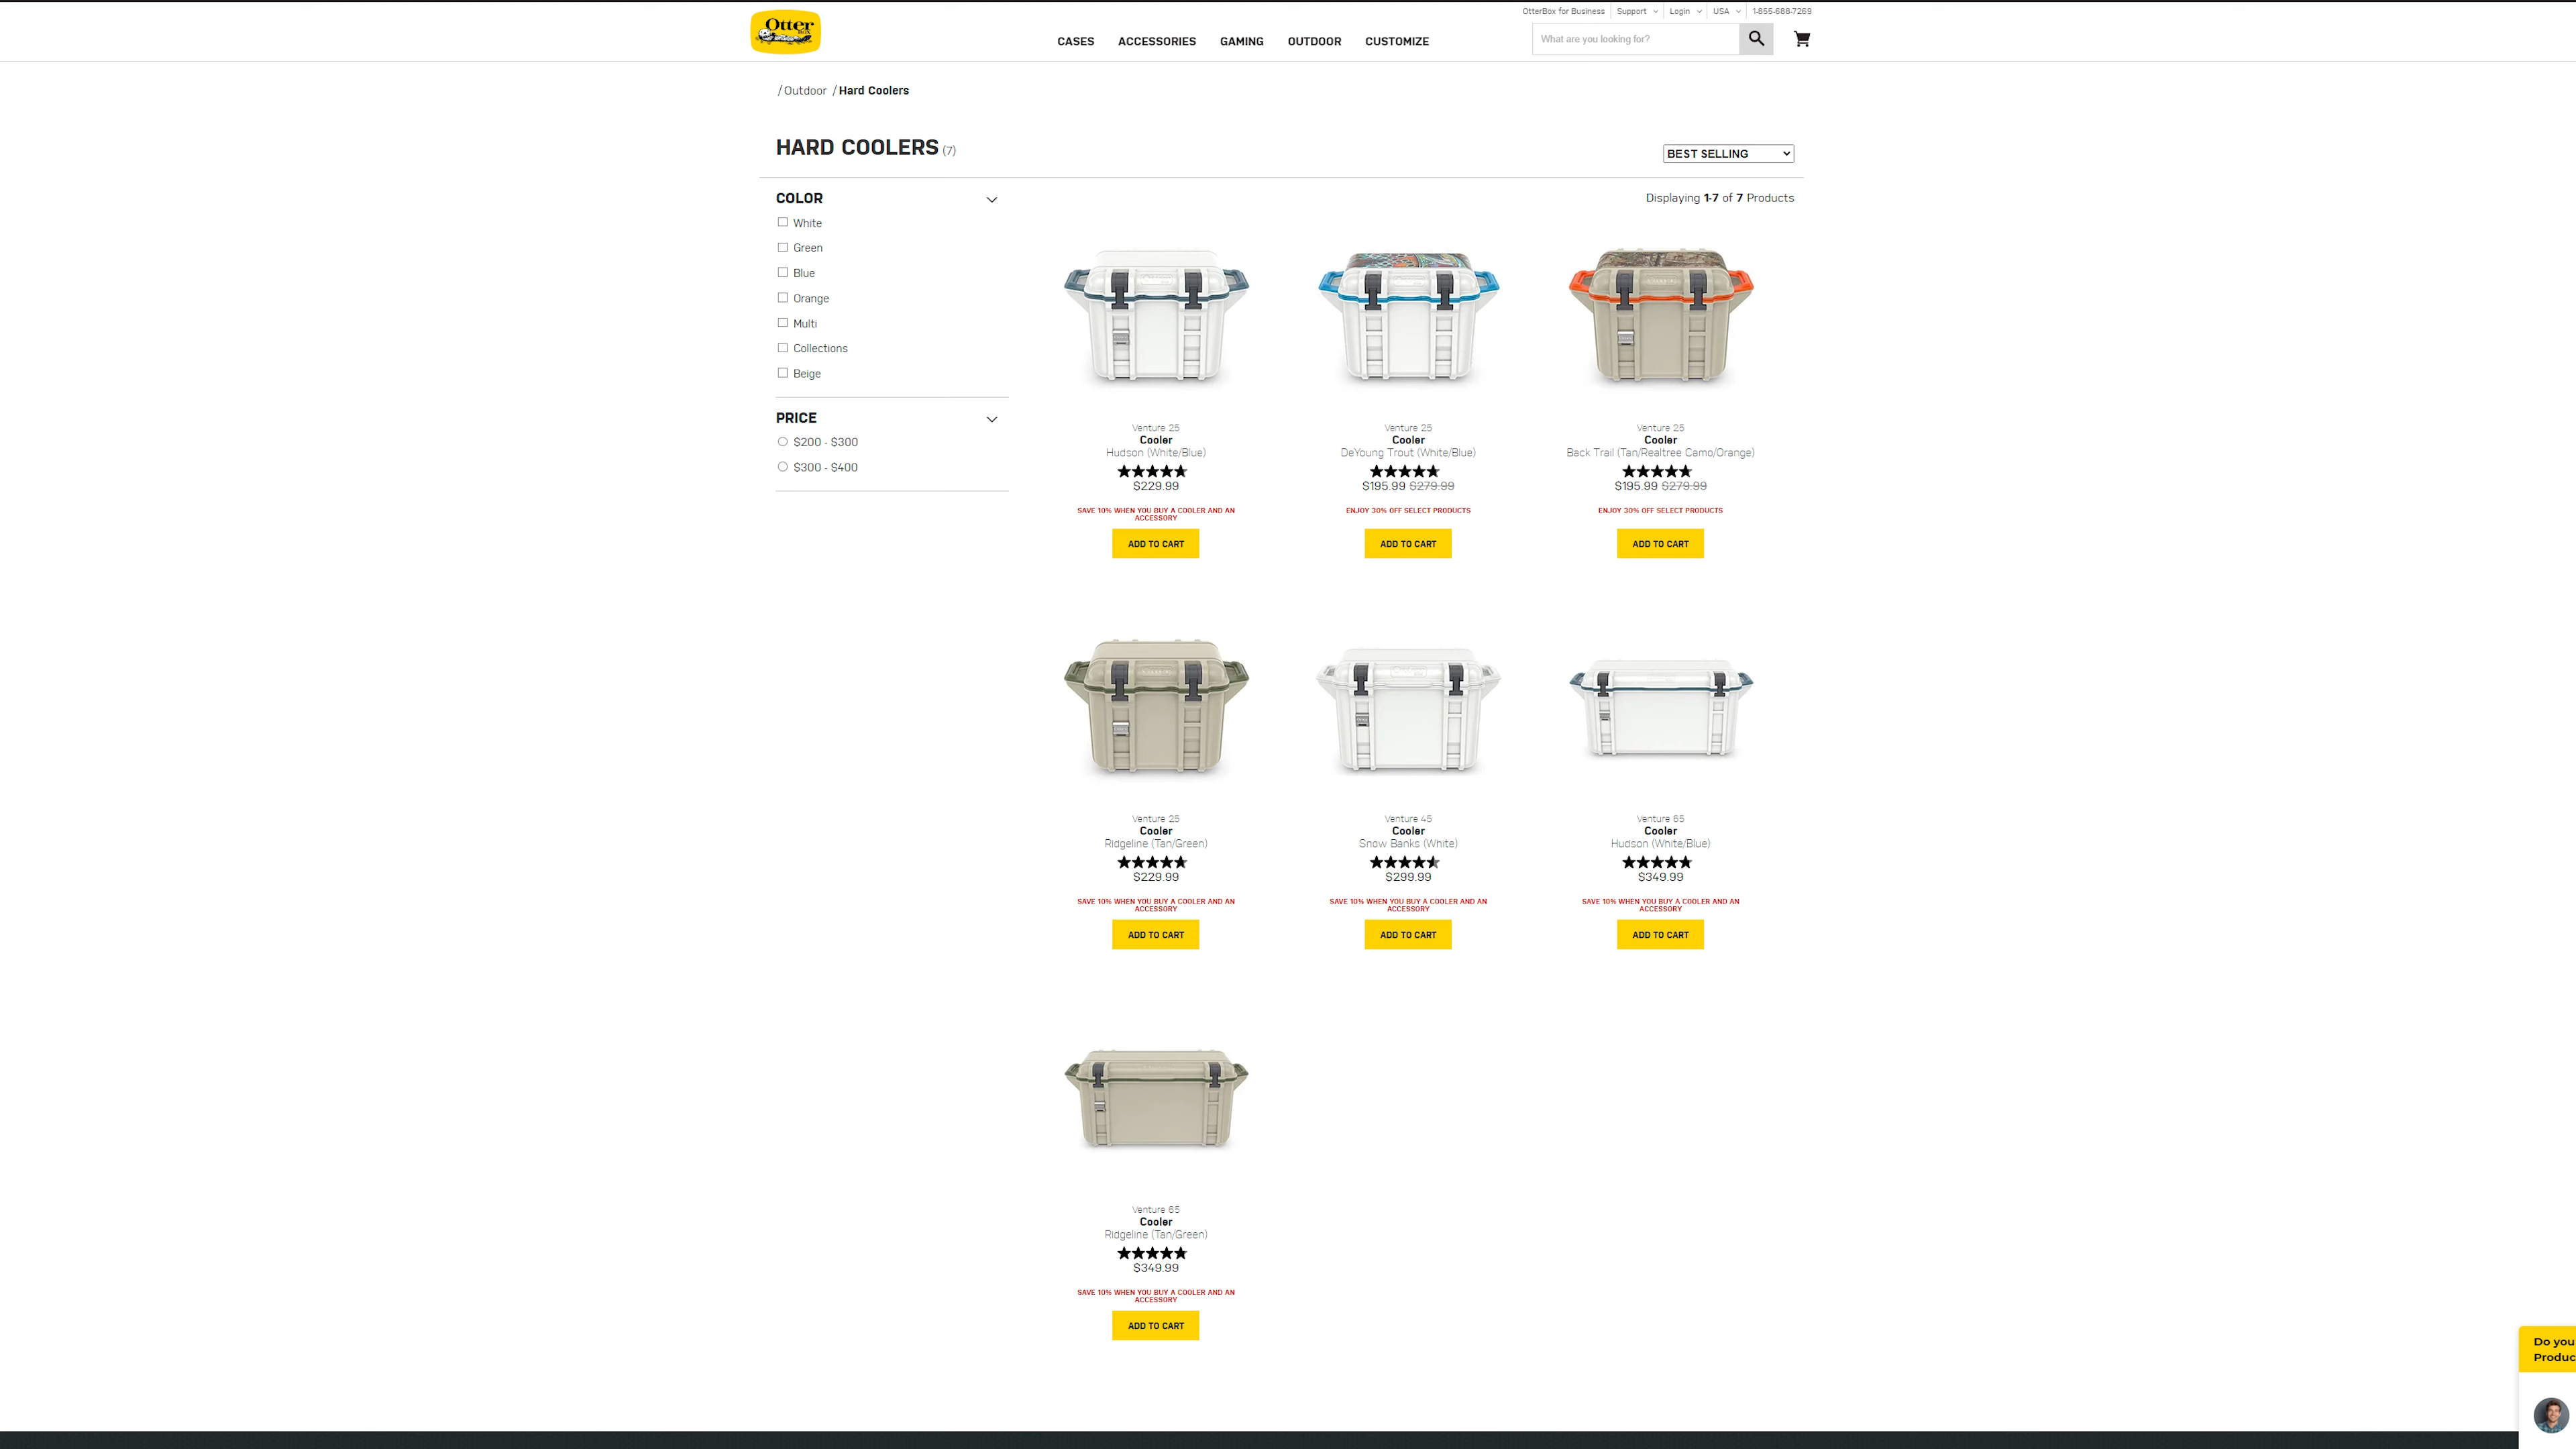 OtterBox for Business
Support
Login
USA
1-855-688-7269
Otter
BOX
CASES
ACCESSORIES
GAMING
OUTDOOR
CUSTOMIZE
What are you looking for?
/ Outdoor / Hard Coolers
HARD COOLERS (7)
BEST SELLING
COLOR
White
Green
Blue
Orange
Multi
Collections
Beige
PRICE
$200 - $300
$300 - $400
Displaying 1-7 of 7 Products
Venture 25
Cooler
Hudson (White/Blue)
$229.99
SAVE 10% WHEN YOU BUY A COOLER AND AN
ACCESSORY
ADD TO CART
Venture 25
Cooler
DeYoung Trout (White/Blue)
$195.99 $279.99
ENJOY 30% OFF SELECT PRODUCTS
ADD TO CART
Venture 25
Cooler
Back Trail (Tan/Realtree Camo/Orange)
$195.99 $279.99
ENJOY 30% OFF SELECT PRODUCTS
ADD TO CART
Venture 25
Cooler
Ridgeline (Tan/Green)
$229.99
SAVE 10% WHEN YOU BUY A COOLER AND AN
ACCESSORY
ADD TO CART
Venture 45
Cooler
Snow Banks (White)
$299.99
SAVE 10% WHEN YOU BUY A COOLER AND AN
ACCESSORY
ADD TO CART
Venture 65
Cooler
Hudson (White/Blue)
$349.99
SAVE 10% WHEN YOU BUY A COOLER AND AN
ACCESSORY
ADD TO CART
Venture 65
Cooler
Ridgeline (Tan/Green)
$349.99
SAVE 10% WHEN YOU BUY A COOLER AND AN
ACCESSORY
ADD TO CART
Do you
Produc